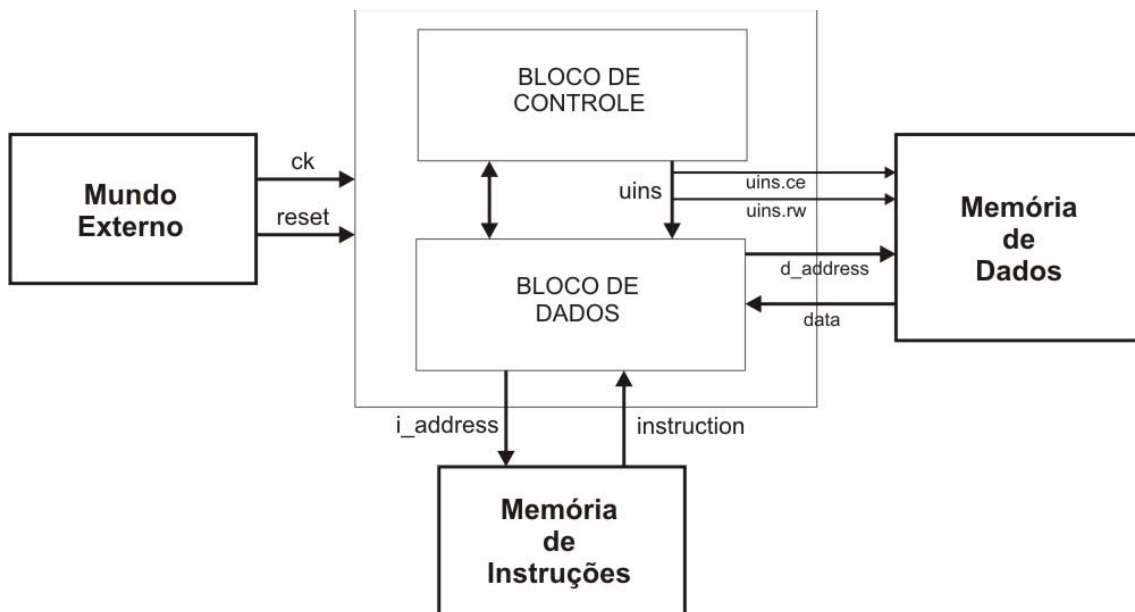 BLOCO DE
CONTROLE
Mundo
Externo
ck
reset
uins
uins.ce
uins.rw
Memória
de
Dados
d_address
data
BLOCO DE
DADOS
i_address
instruction
Memória
de
Instruções